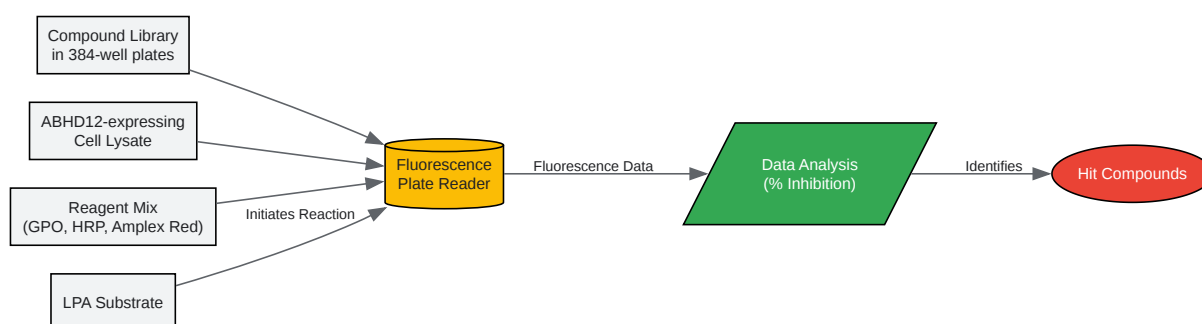 Compound Library
in 384-well plates
ABHD12-expressing
Cell Lysate
Reagent Mix
(GPO, HRP, Amplex Red)
LPA Substrate
Initiates Reaction
Fluorescence
Plate Reader
Fluorescence Data
Data Analysis
(% Inhibition)
Identifies
Hit Compounds